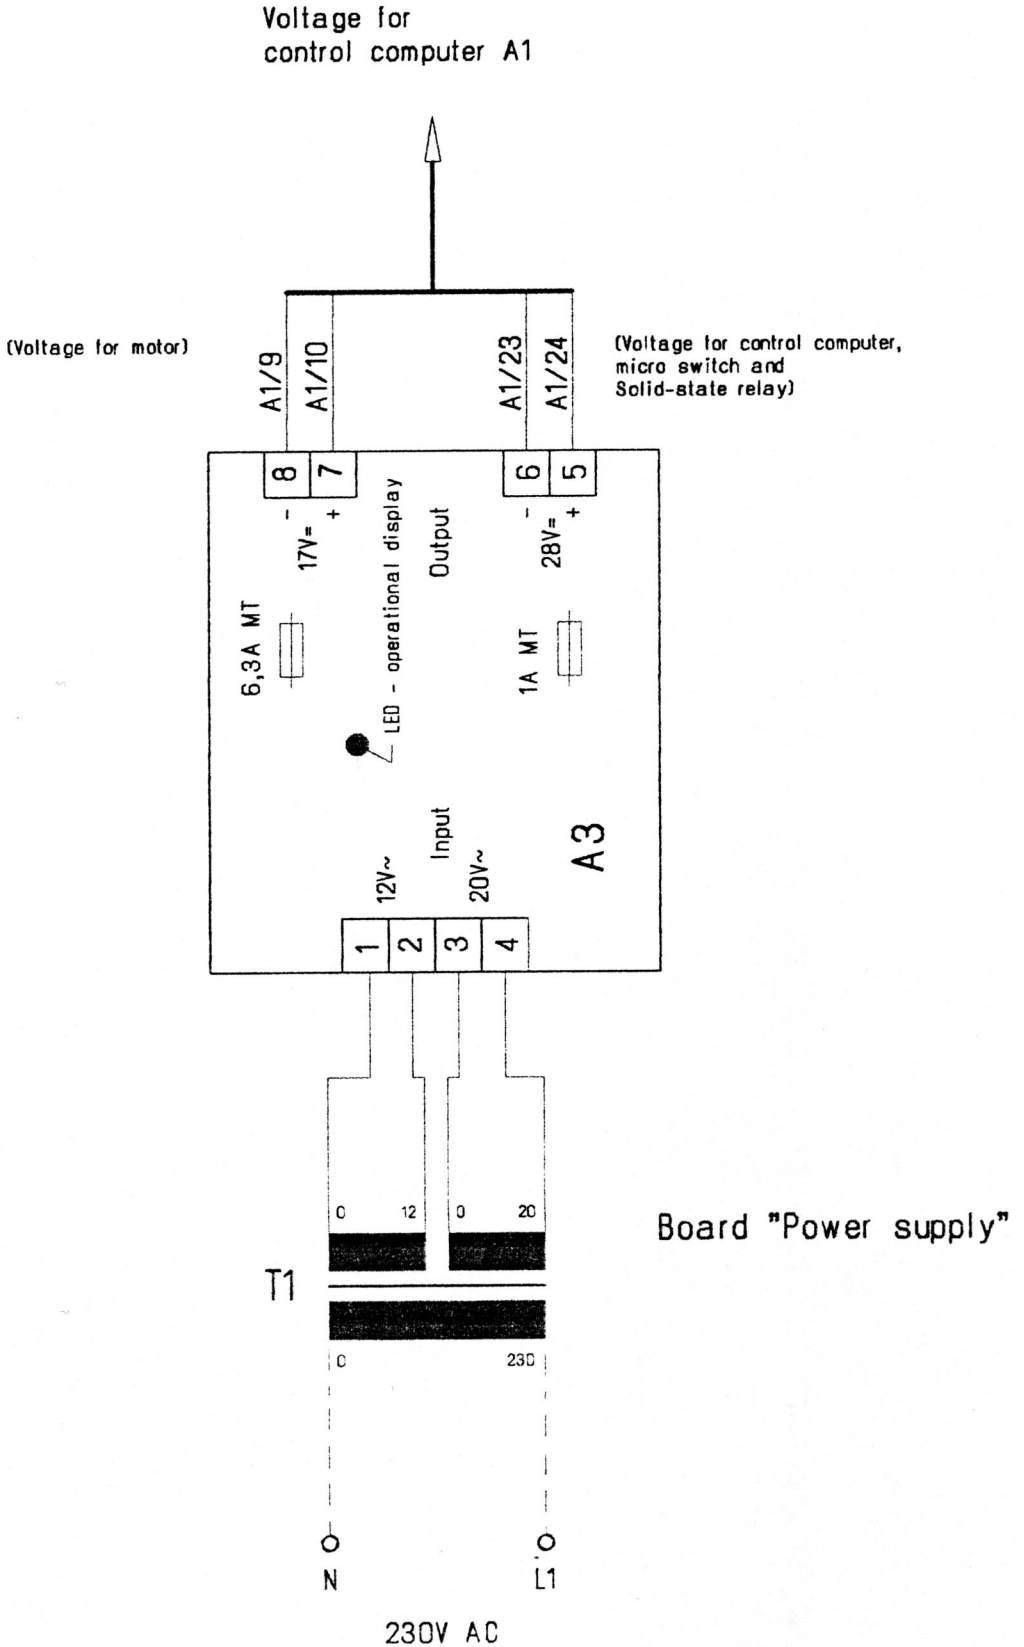 Voltage for
control computer A1
(Voltage for motor)
A1/9
A1/10
A1/23
A1/24
(Voltage for control computer,
micro switch and
Solid-state relay)
8
7
6
5
-
+
-
+
17V=
28V=
Output
LED - operational display
6,3A MT
1A MT
Input
12V~
20V~
A3
1
2
3
4
0
12
0
20
Board "Power supply"
T1
0
230
N
L1
230V AC